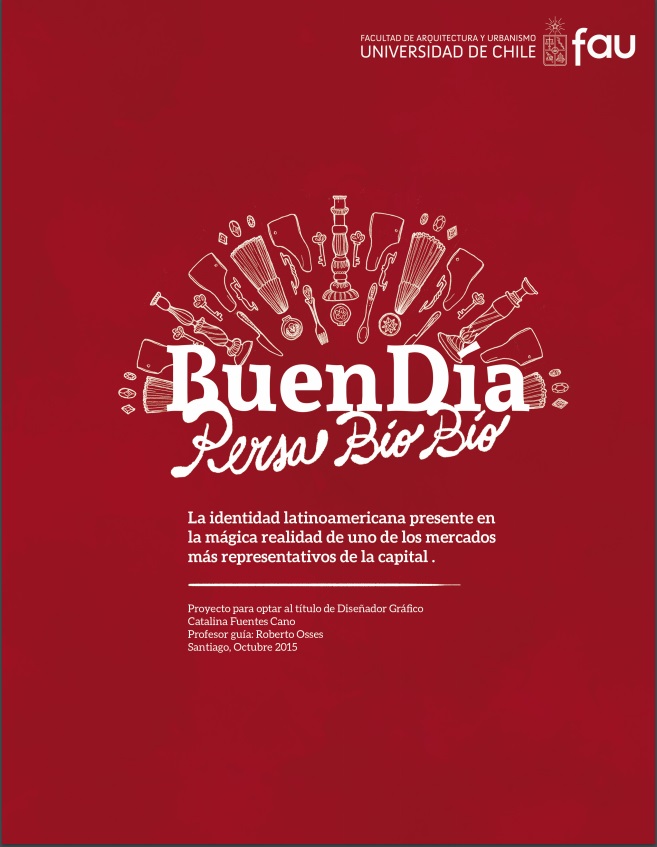 FACULTAD DE ARQUITECTURA Y URBANISMO
UNIVERSIDAD DE CHILE
fau
BuenDía
Persa Bío Bío
La identidad latinoamericana presente en
la mágica realidad de uno de los mercados
más representativos de la capital .
Proyecto para optar al título de Diseñador Gráfico
Catalina Fuentes Cano
Profesor guía: Roberto Osses
Santiago, Octubre 2015